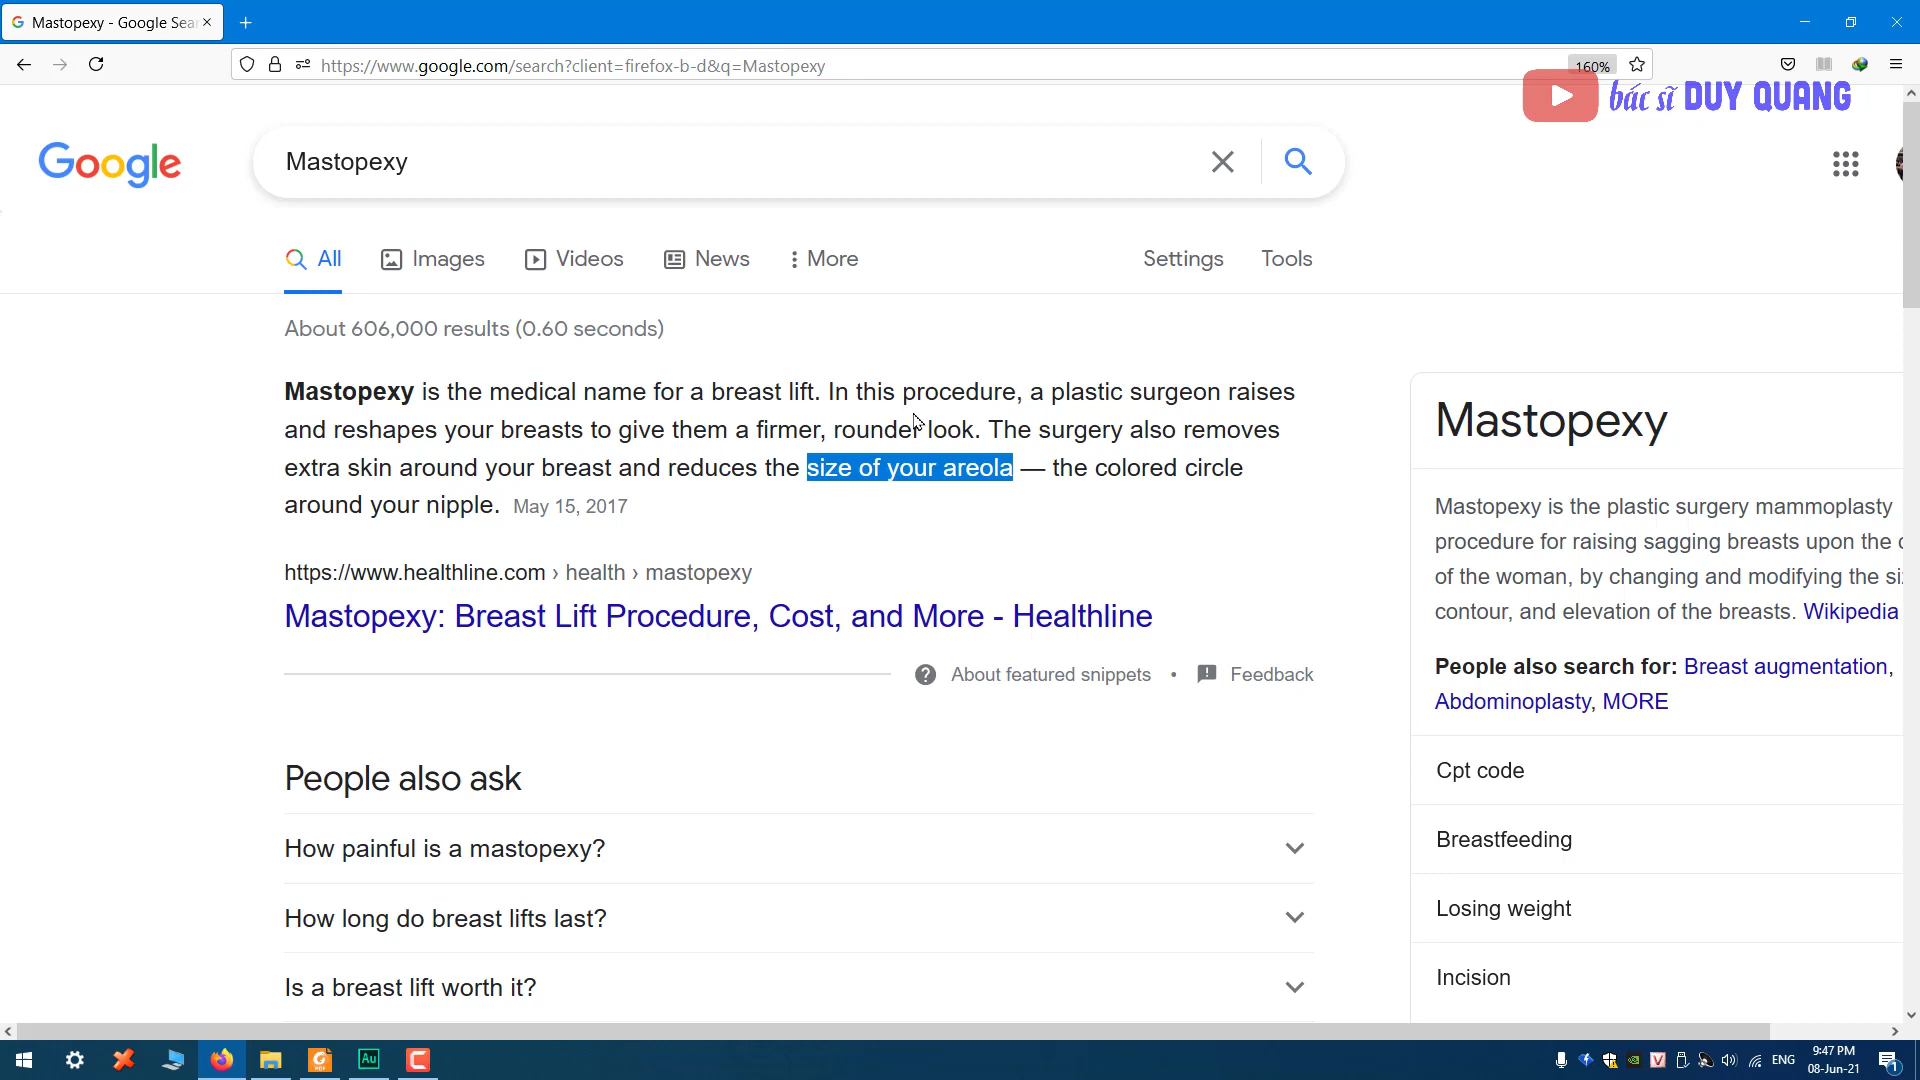 Mastopexy - Google Sea
https://www.google.com/search?client=firefox-b-d&q=Mastopexy
160%
bác sĩ DUY QUANG
Google
Mastopexy
All
Images
Videos
News
More
Settings
Tools
About 606,000 results (0.60 seconds)
Mastopexy is the medical name for a breast lift. In this procedure, a plastic surgeon raises
and reshapes your breasts to give them a firmer, rounder look. The surgery also removes
extra skin around your breast and reduces the size of your areola — the colored circle
around your nipple. May 15, 2017
https://www.healthline.com › health › mastopexy
Mastopexy: Breast Lift Procedure, Cost, and More - Healthline
About featured snippets • Feedback
People also ask
How painful is a mastopexy?
How long do breast lifts last?
Is a breast lift worth it?
Mastopexy
Mastopexy is the plastic surgery mammoplasty
procedure for raising sagging breasts upon the c
of the woman, by changing and modifying the si
contour, and elevation of the breasts. Wikipedia
People also search for: Breast augmentation,
Abdominoplasty, MORE
Cpt code
Breastfeeding
Losing weight
Incision
Au
ENG
9:47 PM
08-Jun-21
1